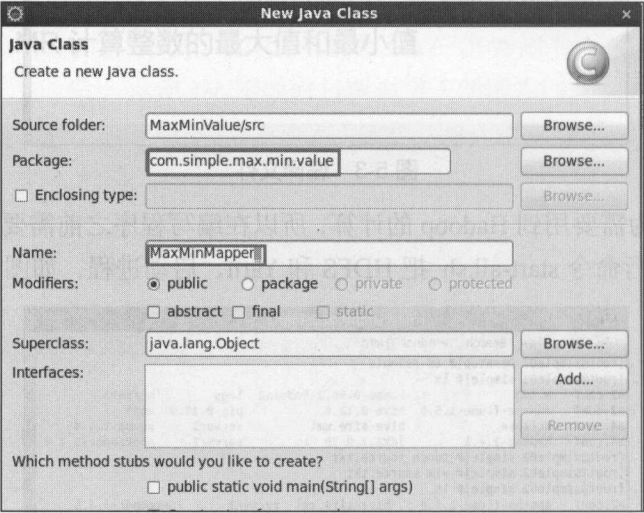 New Java Class
Java Class
Create a new Java class.
Source folder: MaxMinValue/src Browse...
Package: com.simple.max.min.value Browse...
Enclosing type: Browse...
Name: MaxMinMapper
Modifiers: public package private protected
abstract final static
Superclass: java.lang.Object Browse...
Interfaces: Add...
Remove
Which method stubs would you like to create?
public static void main(String[] args)